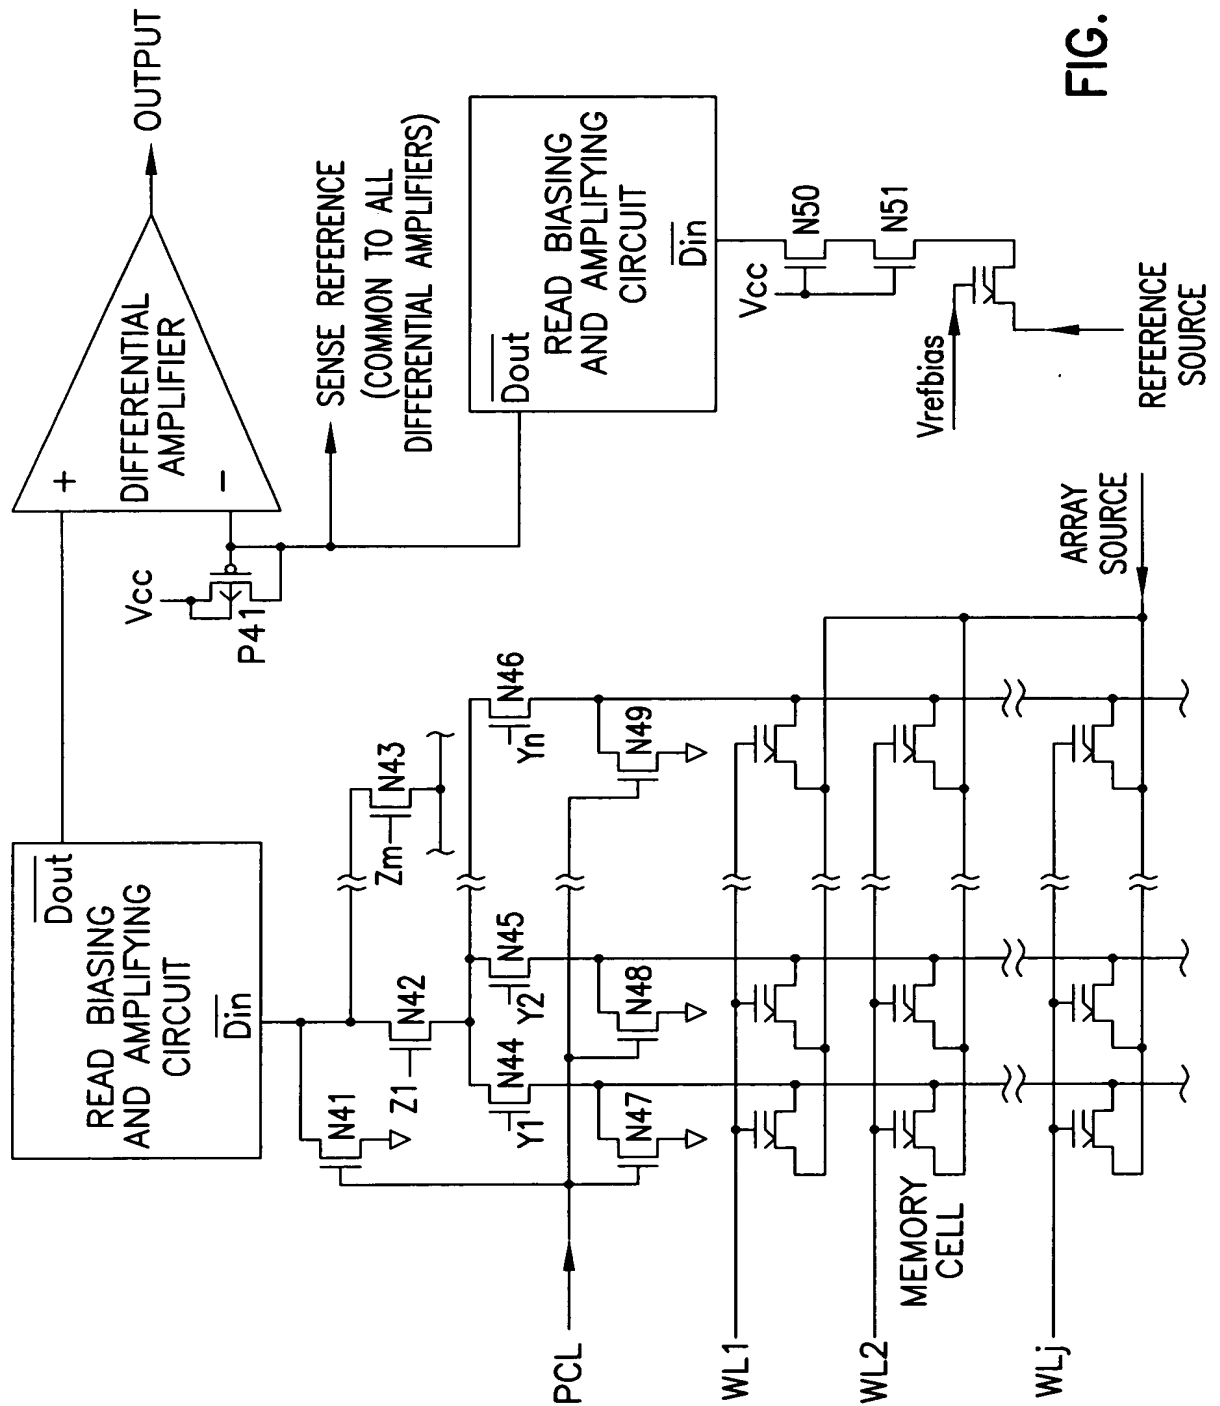 OUTPUT
DIFFERENTIAL
AMPLIFIER
+
−
SENSE REFERENCE
(COMMON TO ALL
DIFFERENTIAL AMPLIFIERS)
Vcc
P41
READ BIASING
AND AMPLIFYING
CIRCUIT
Dout
Din
READ BIASING
AND AMPLIFYING
CIRCUIT
Dout
Din
Vcc
N50
N51
Vrefbias
REFERENCE
SOURCE
N41
Z1
N42
Zm
N43
Y1
N44
Y2
N45
Yn
N46
PCL
N47
N48
N49
WL1
WL2
WLj
MEMORY
CELL
ARRAY
SOURCE
FIG.